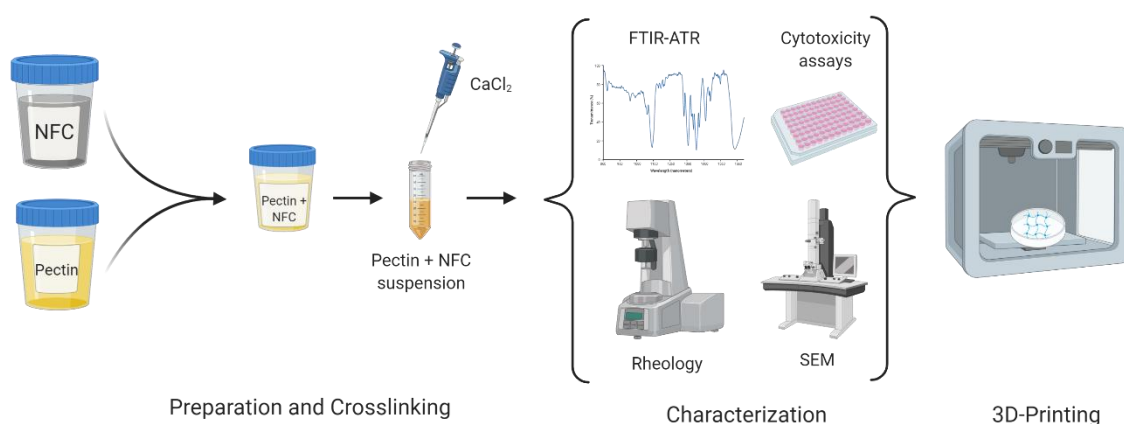 NFC
Pectin
Pectin +
NFC
CaCl₂
Pectin + NFC
suspension
Preparation and Crosslinking
FTIR-ATR
Cytotoxicity
assays
Rheology
SEM
Characterization
3D-Printing